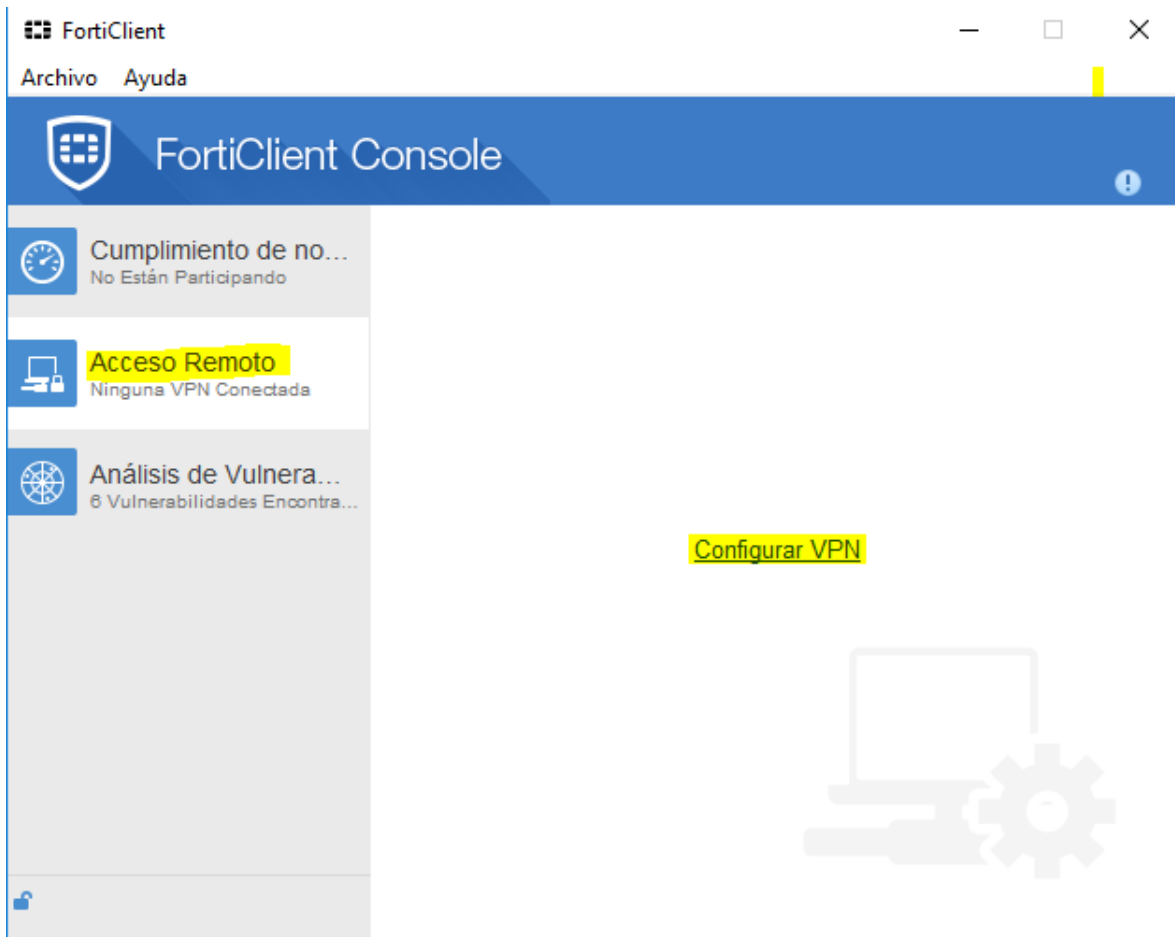 FortiClient
Archivo Ayuda
FortiClient Console
Cumplimiento de no...
No Están Participando
Acceso Remoto
Ninguna VPN Conectada
Análisis de Vulnera...
6 Vulnerabilidades Encontra...
Configurar VPN